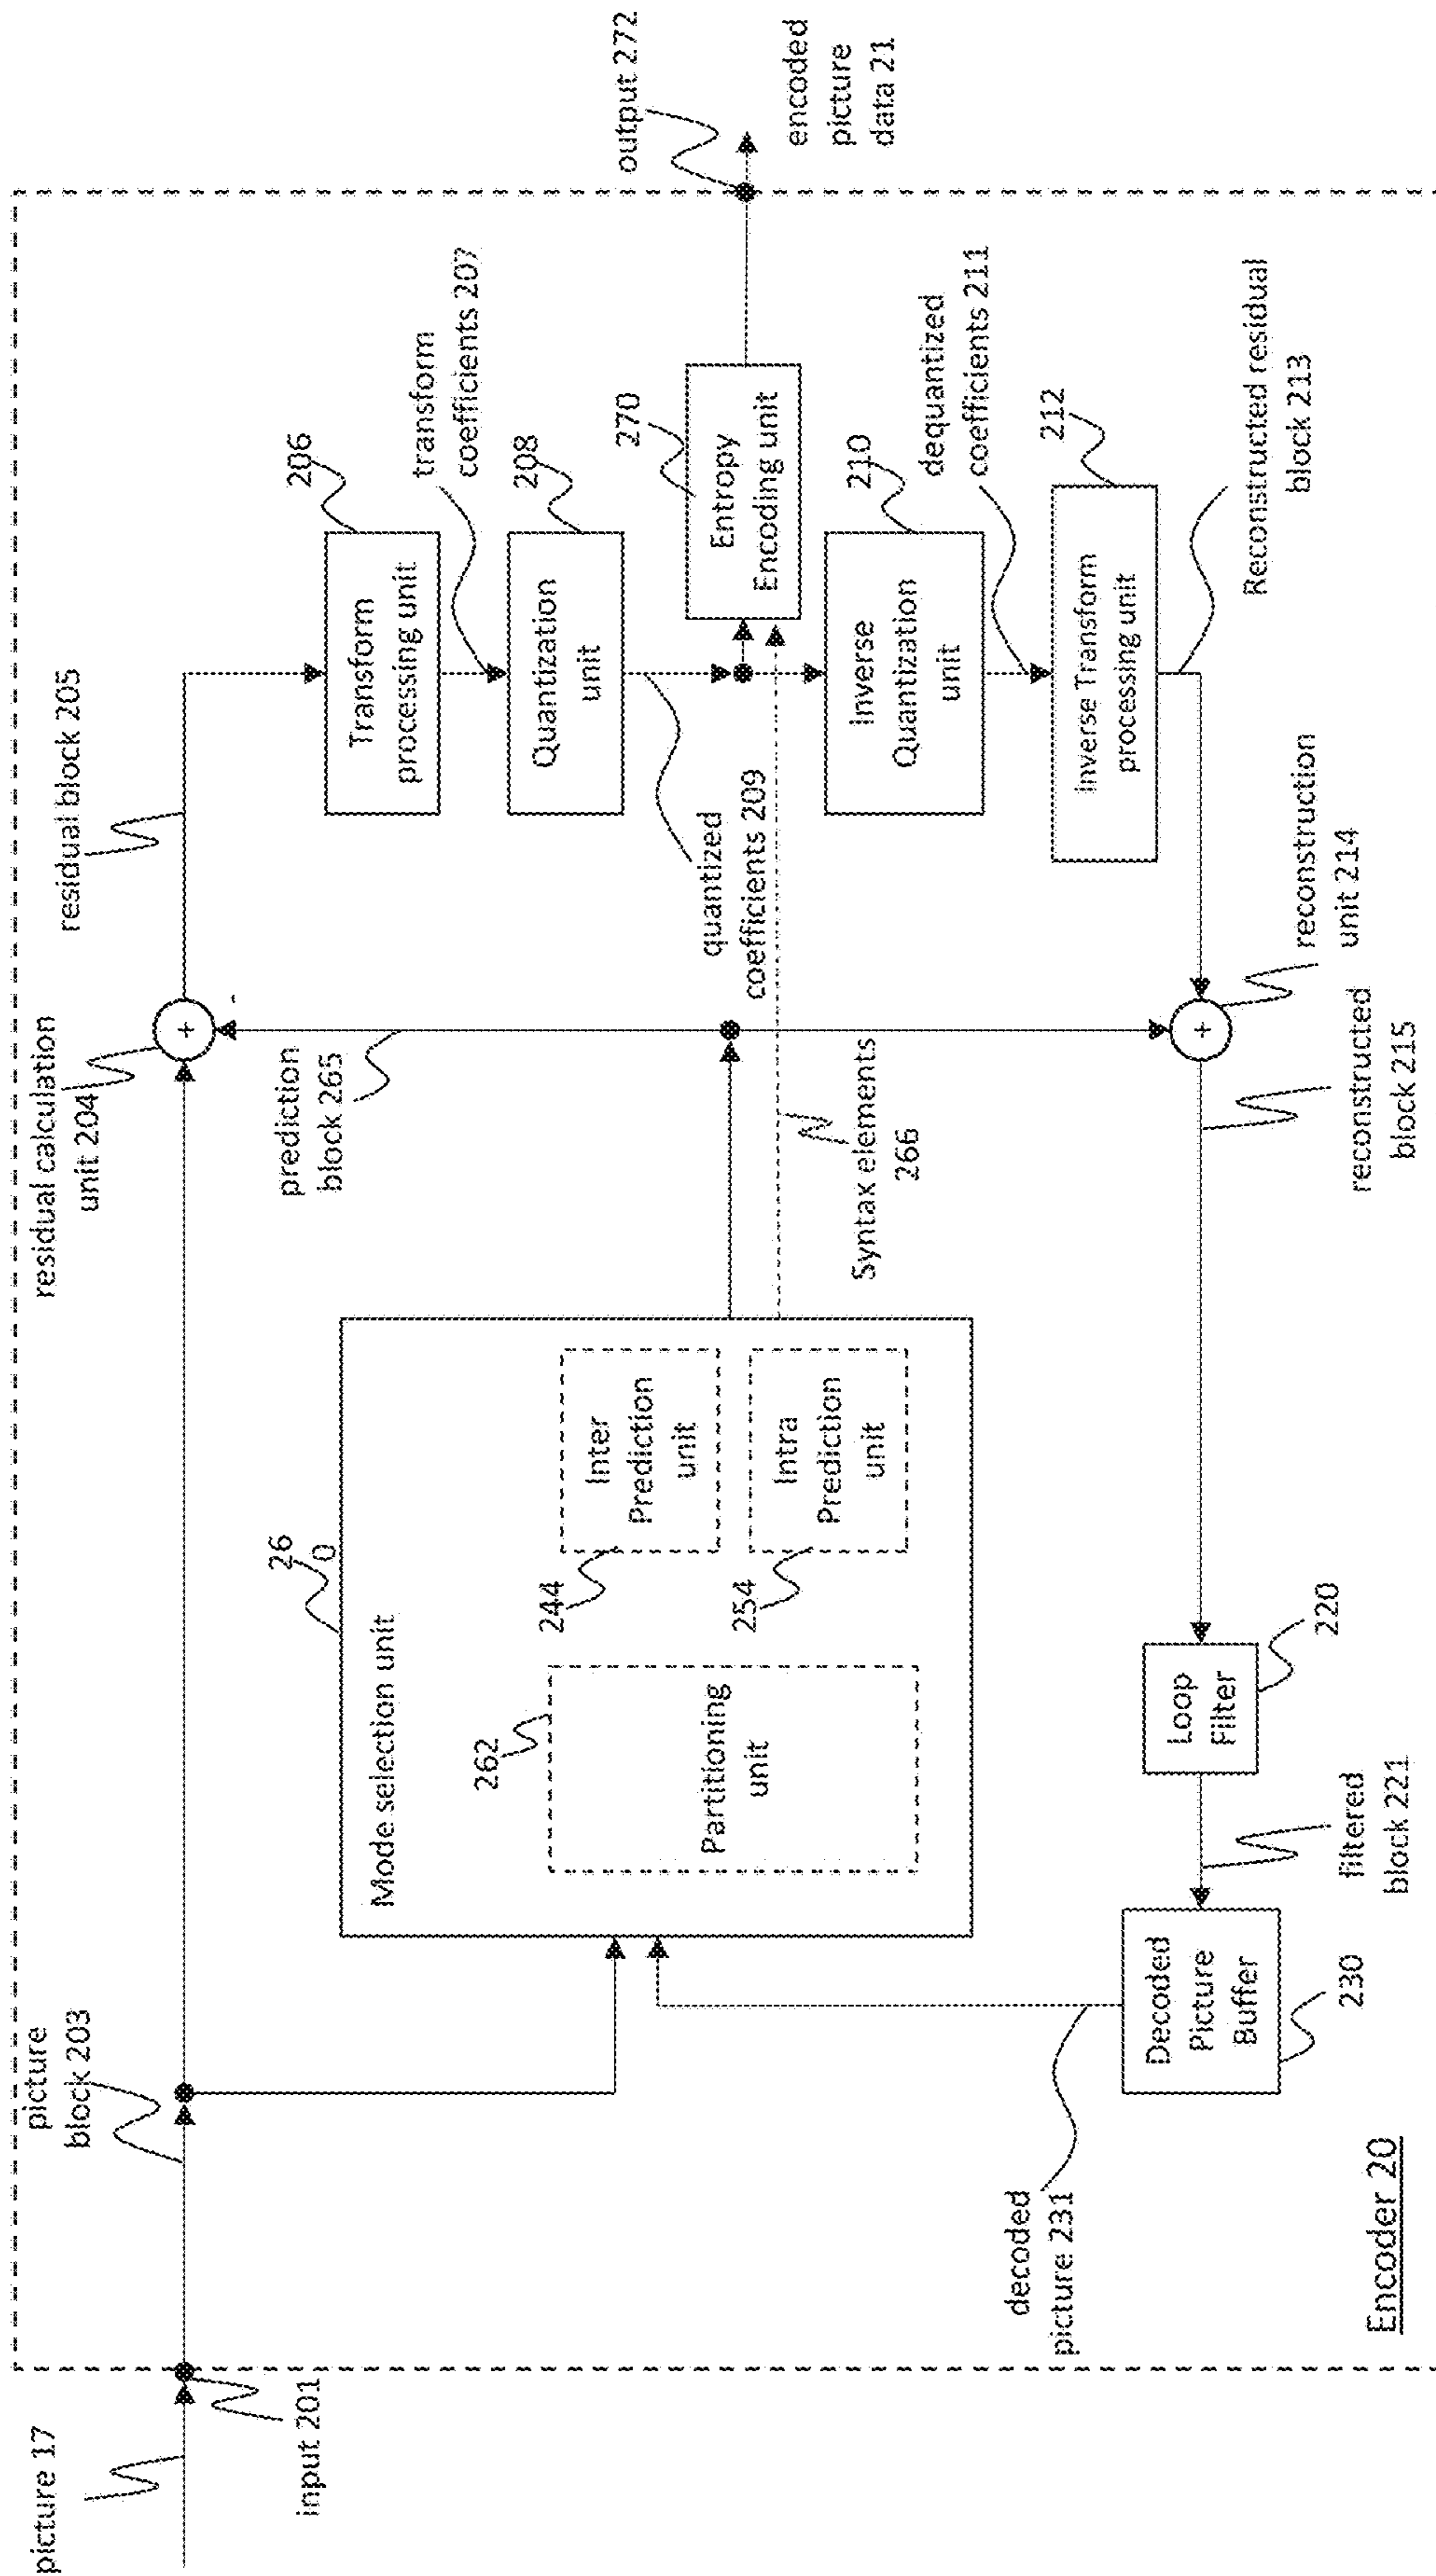 picture 17
input 201
picture
block 203
residual calculation
unit 204
residual block 205
prediction
block 265
26
0
Mode selection unit
262
Partitioning
unit
244
Inter
Prediction
unit
254
Intra
Prediction
unit
Syntax elements
266
206
Transform
processing unit
transform
coefficients 207
208
Quantization
unit
quantized
coefficients 209
270
Entropy
Encoding unit
output 272
encoded
picture
data 21
210
Inverse
Quantization
unit
dequantized
coefficients 211
212
Inverse Transform
processing unit
Reconstructed residual
block 213
+
+
reconstruction
unit 214
reconstructed
block 215
220
Loop
Filter
filtered
block 221
Decoded
Picture
Buffer
230
decoded
picture 231
Encoder 20